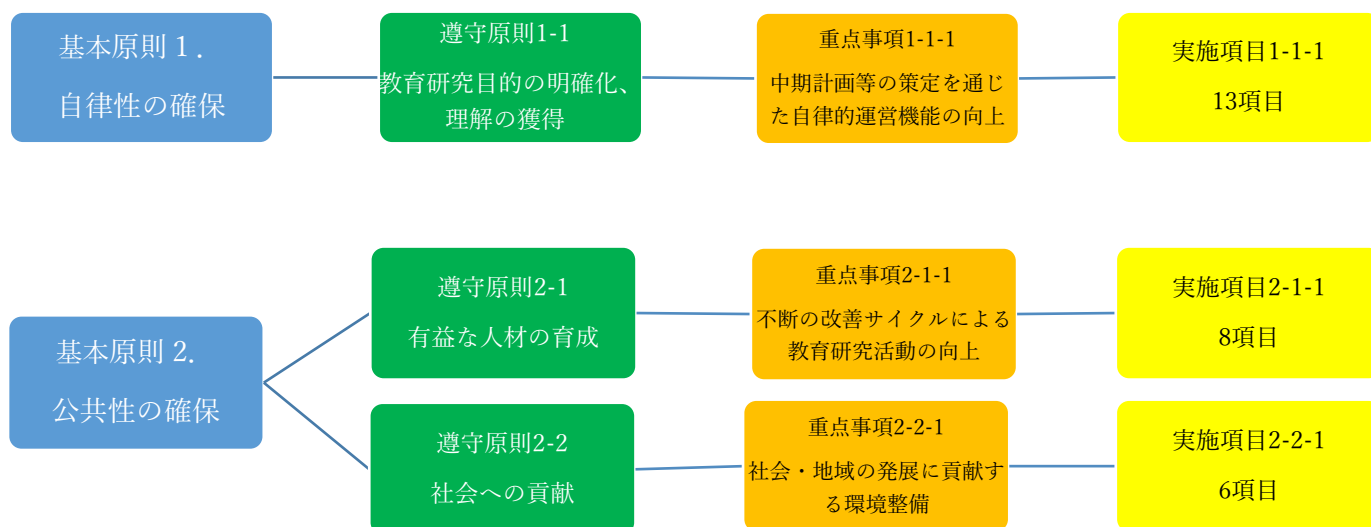 基本原則１.
自律性の確保
遵守原則1-1
教育研究目的の明確化、
理解の獲得
重点事項1-1-1
中期計画等の策定を通じ
た自律的運営機能の向上
実施項目1-1-1
13項目
基本原則 2.
公共性の確保
遵守原則2-1
有益な人材の育成
重点事項2-1-1
不断の改善サイクルによる
教育研究活動の向上
実施項目2-1-1
8項目
遵守原則2-2
社会への貢献
重点事項2-2-1
社会・地域の発展に貢献す
る環境整備
実施項目2-2-1
6項目